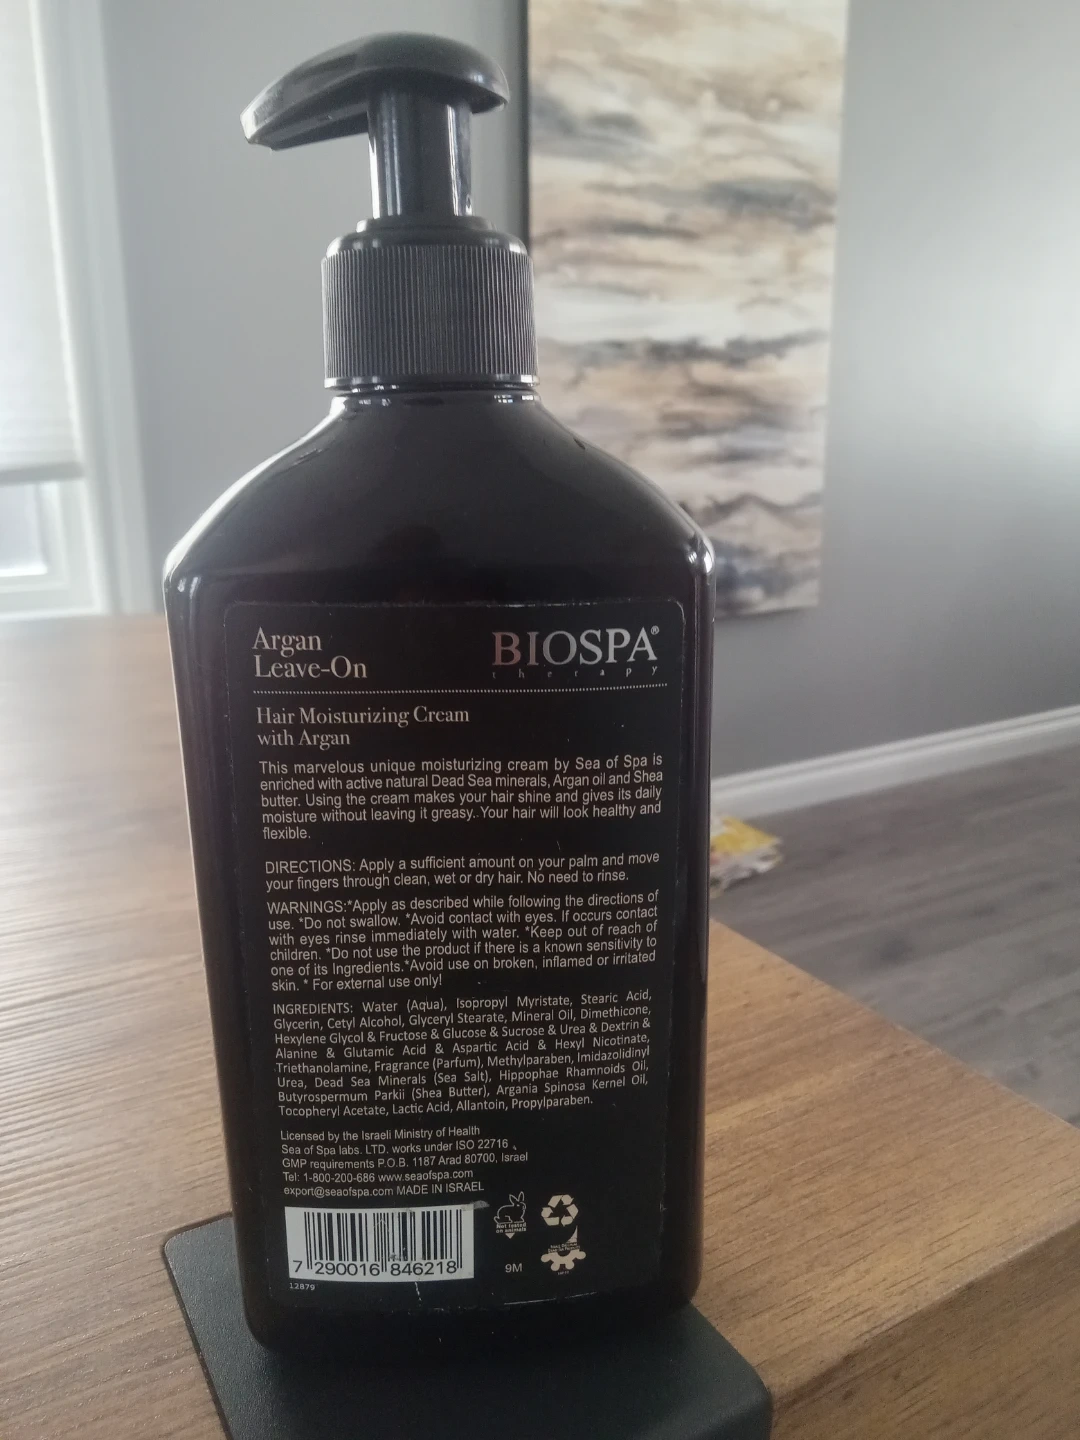 Argan
Leave-On
BIOSPA®
therapy
Hair Moisturizing Cream
with Argan
This marvelous unique moisturizing cream by Sea of Spa is
enriched with active natural Dead Sea minerals, Argan oil and Shea
butter. Using the cream makes your hair shine and gives its daily
moisture without leaving it greasy. Your hair will look healthy and
flexible.
DIRECTIONS: Apply a sufficient amount on your palm and move
your fingers through clean, wet or dry hair. No need to rinse.
WARNINGS:*Apply as described while following the directions of
use. *Do not swallow. *Avoid contact with eyes. If occurs contact
with eyes rinse immediately with water. *Keep out of reach of
children. *Do not use the product if there is a known sensitivity to
one of its Ingredients.*Avoid use on broken, inflamed or irritated
skin. * For external use only!
INGREDIENTS: Water (Aqua), Isopropyl Myristate, Stearic Acid,
Glycerin, Cetyl Alcohol, Glyceryl Stearate, Mineral Oil, Dimethicone,
Hexylene Glycol & Fructose & Glucose & Sucrose & Urea & Dextrin &
Alanine & Glutamic Acid & Aspartic Acid & Hexyl Nicotinate,
Triethanolamine, Fragrance (Parfum), Methylparaben, Imidazolidinyl
Urea, Dead Sea Minerals (Sea Salt), Hippophae Rhamnoids Oil,
Butyrospermum Parkii (Shea Butter), Argania Spinosa Kernel Oil,
Tocopheryl Acetate, Lactic Acid, Allantoin, Propylparaben.
Licensed by the Israeli Ministry of Health
Sea of Spa labs. LTD. works under ISO 22716
GMP requirements P.O.B. 1187 Arad 80700, Israel
Tel: 1-800-200-686 www.seaofspa.com
export@seaofspa.com MADE IN ISRAEL
Not tested
on animals
7 290016 846218
9M
12879